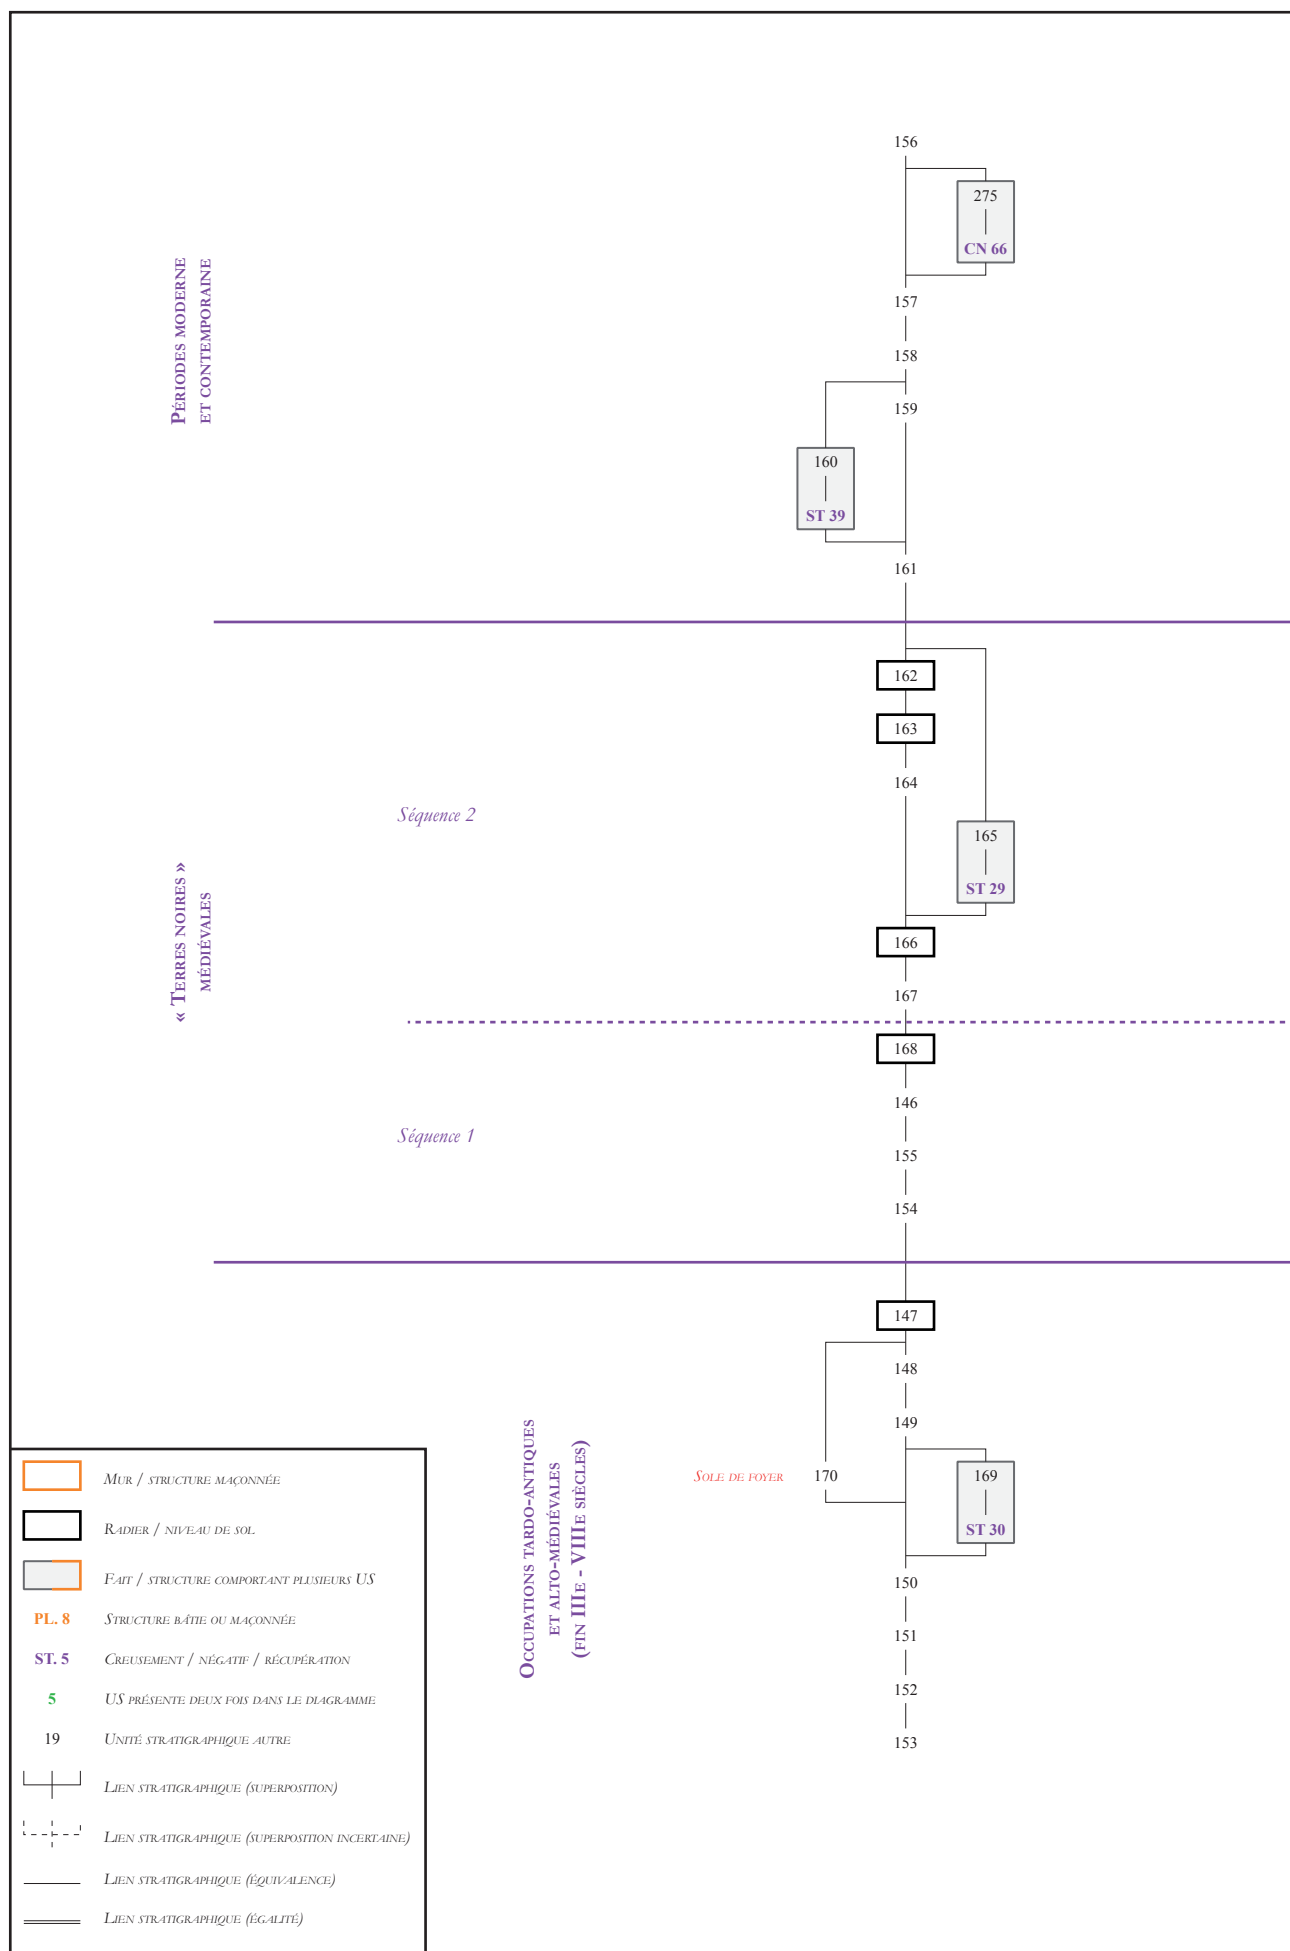 156
275
CN 66
157
158
159
160
ST 39
161
Périodes moderne
et contemporaine
162
163
164
Séquence 2
165
ST 29
166
167
« Terres noires »
médiévales
168
146
Séquence 1
155
154
147
148
149
Sole de foyer
170
169
ST 30
150
151
152
153
Occupations tardo-antiques
et alto-médiévales
(fin IIIe - VIIIe siècles)
Mur / structure maçonnée
Radier / niveau de sol
Fait / structure comportant plusieurs US
PL. 8
Structure bâtie ou maçonnée
ST. 5
Creusement / négatif / récupération
5
US présente deux fois dans le diagramme
19
Unité stratigraphique autre
Lien stratigraphique (superposition)
Lien stratigraphique (superposition incertaine)
Lien stratigraphique (équivalence)
Lien stratigraphique (égalité)